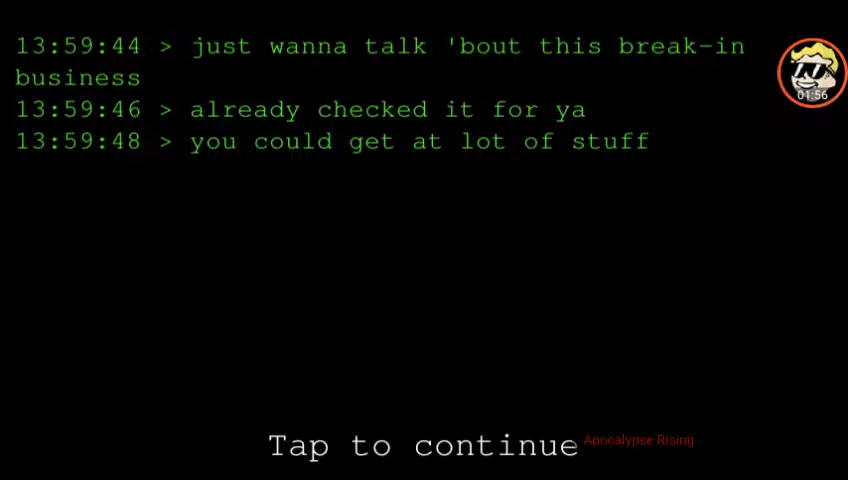 13:59:44 > just wanna talk 'bout this break-in
business
13:59:46 > already checked it for ya
13:59:48 > you could get at lot of stuff
01:56
Tap to continue
Apocalypse Rising